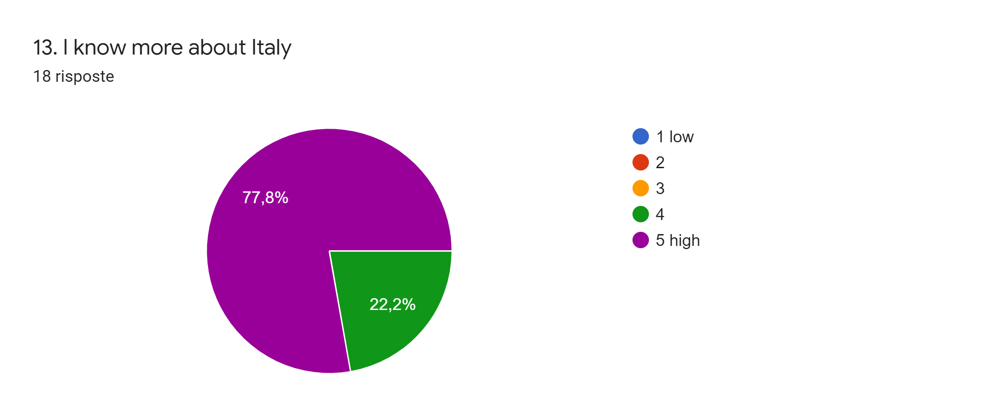 13. I know more about Italy
18 risposte
77,8%
22,2%
1 low
2
3
4
5 high